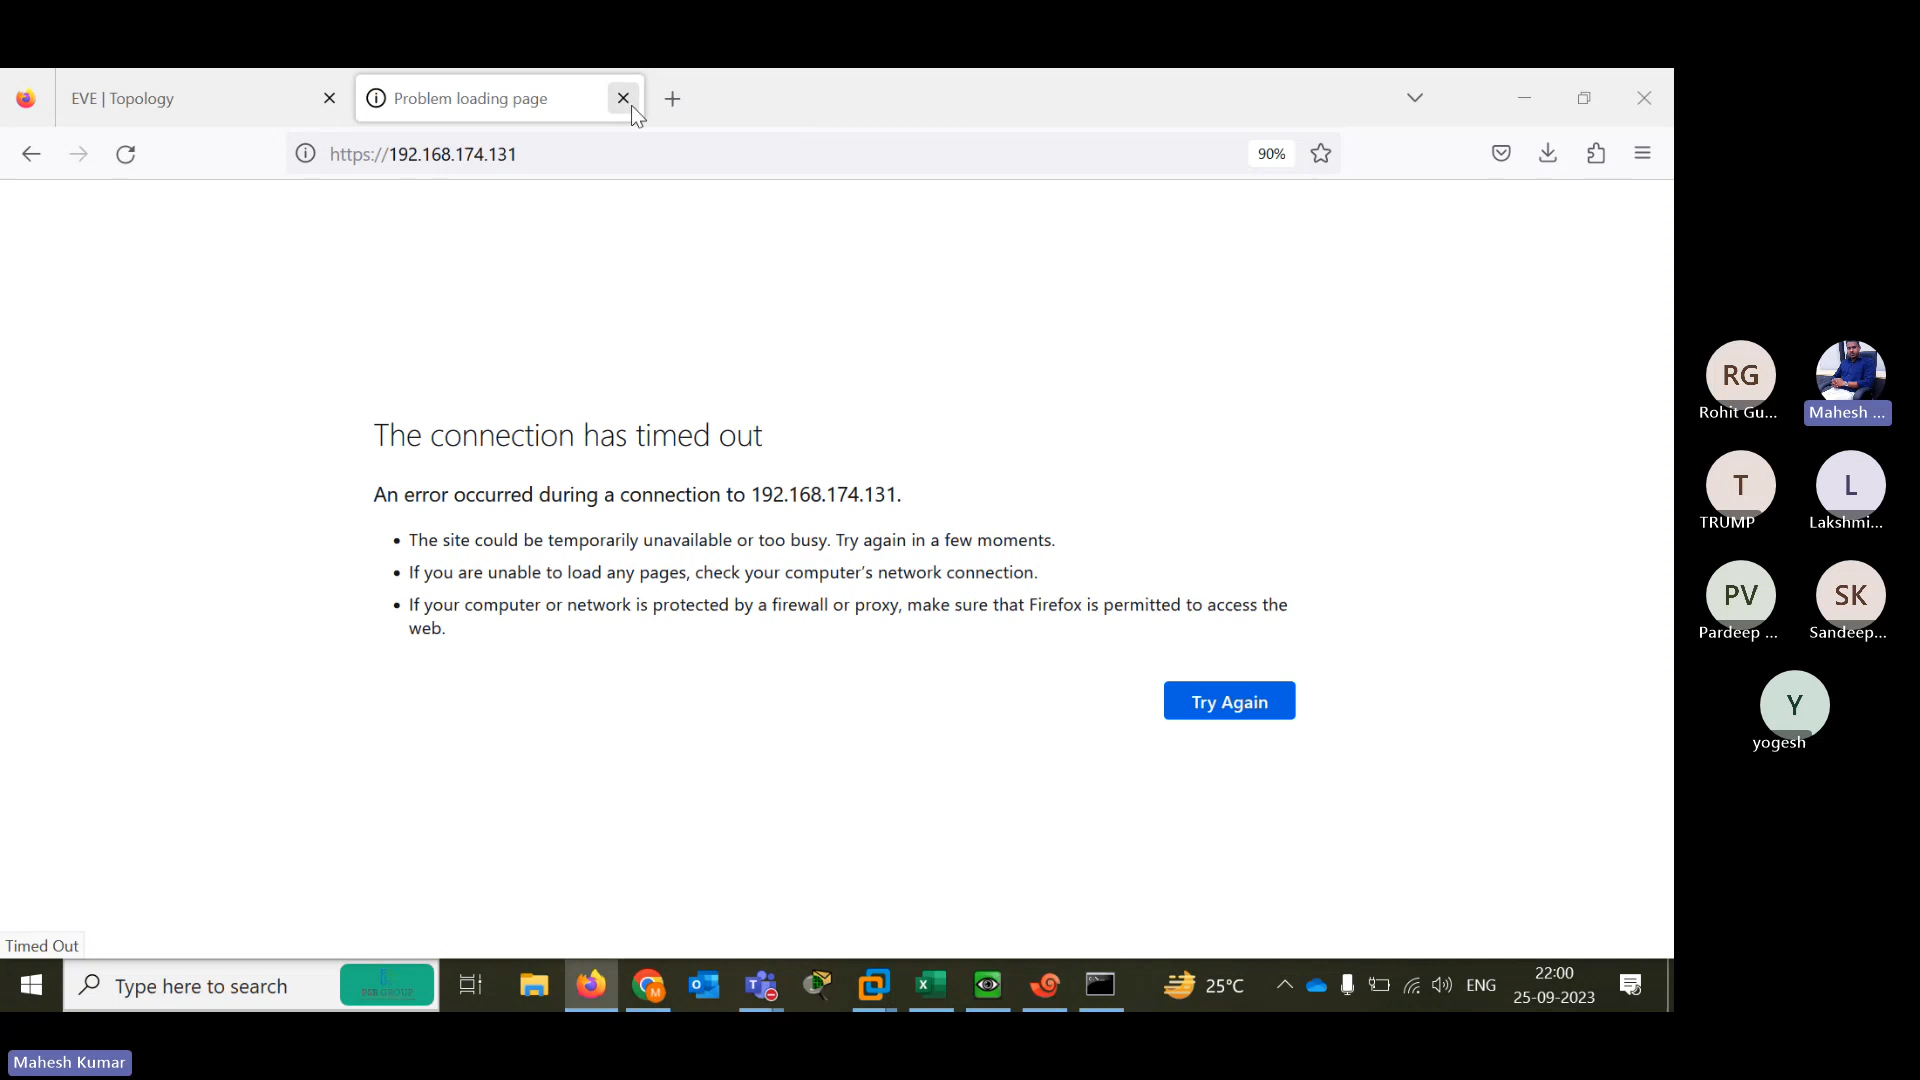 EVE | Topology
Problem loading page
https://192.168.174.131
90%
The connection has timed out
An error occurred during a connection to 192.168.174.131.
The site could be temporarily unavailable or too busy. Try again in a few moments.
If you are unable to load any pages, check your computer's network connection.
If your computer or network is protected by a firewall or proxy, make sure that Firefox is permitted to access the
web.
Try Again
Timed Out
Type here to search
25°C
ENG
22:00
25-09-2023
RG
Rohit Gu...
Mahesh ...
T
TRUMP
L
Lakshmi...
PV
Pardeep ...
SK
Sandeep...
Y
yogesh
Mahesh Kumar